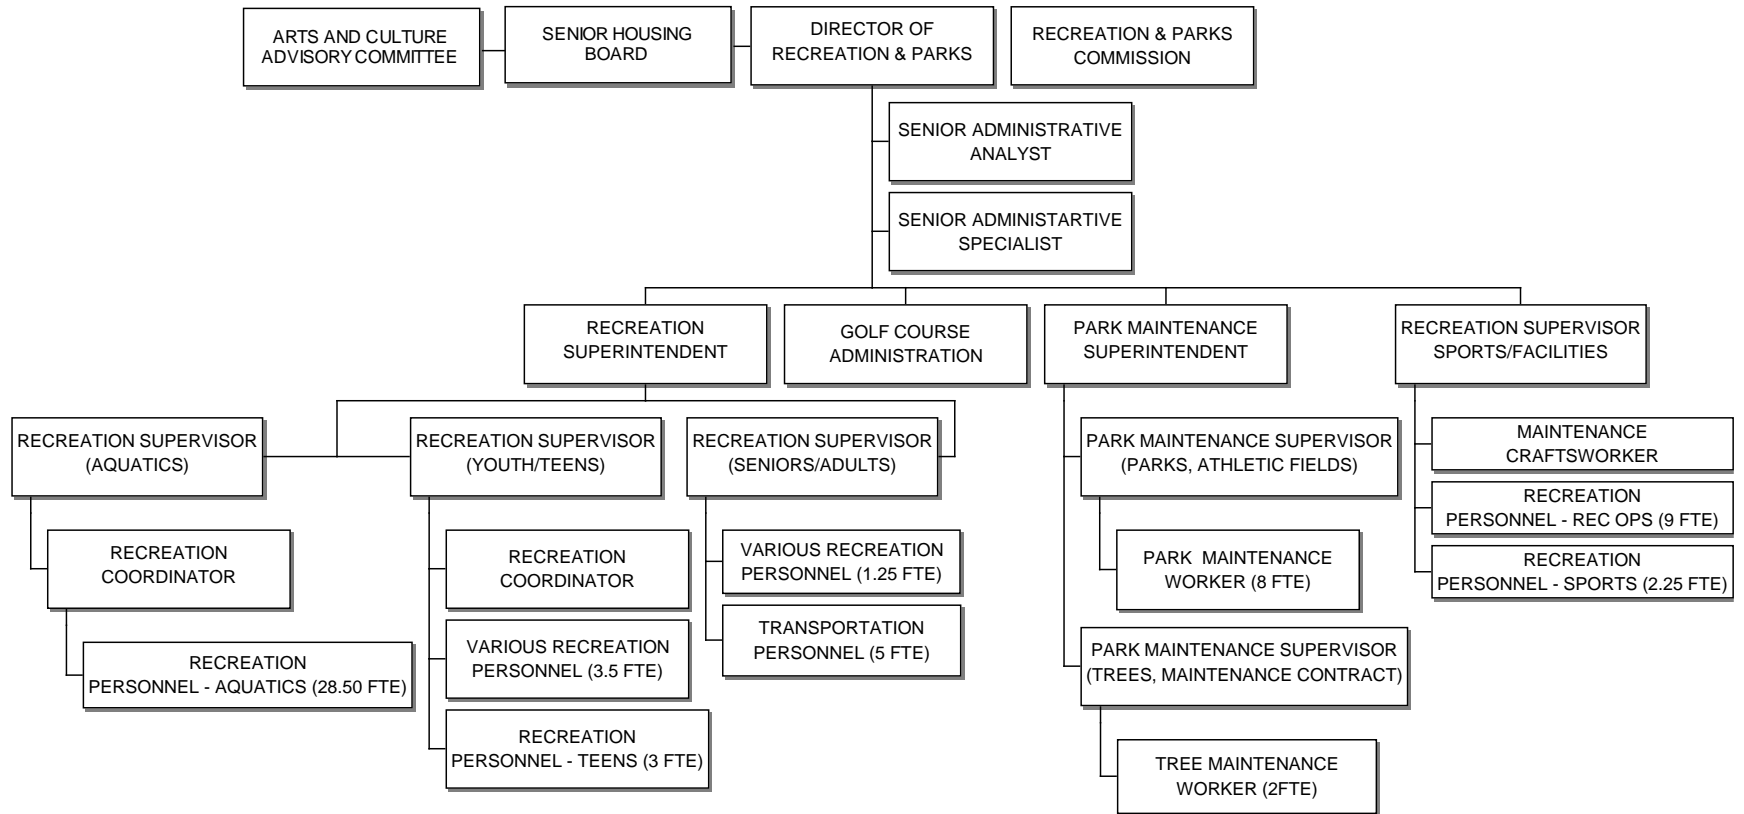 ARTS AND CULTURE
ADVISORY COMMITTEE
SENIOR HOUSING
BOARD
DIRECTOR OF
RECREATION & PARKS
RECREATION & PARKS
COMMISSION
SENIOR ADMINISTRATIVE
ANALYST
SENIOR ADMINISTARTIVE
SPECIALIST
RECREATION
SUPERINTENDENT
GOLF COURSE
ADMINISTRATION
PARK MAINTENANCE
SUPERINTENDENT
RECREATION SUPERVISOR
SPORTS/FACILITIES
RECREATION SUPERVISOR
(AQUATICS)
RECREATION SUPERVISOR
(YOUTH/TEENS)
RECREATION SUPERVISOR
(SENIORS/ADULTS)
PARK MAINTENANCE SUPERVISOR
(PARKS, ATHLETIC FIELDS)
MAINTENANCE
CRAFTSWORKER
RECREATION
PERSONNEL - REC OPS (9 FTE)
RECREATION
PERSONNEL - SPORTS (2.25 FTE)
RECREATION
COORDINATOR
RECREATION
COORDINATOR
VARIOUS RECREATION
PERSONNEL (1.25 FTE)
PARK MAINTENANCE
WORKER (8 FTE)
RECREATION
PERSONNEL - AQUATICS (28.50 FTE)
VARIOUS RECREATION
PERSONNEL (3.5 FTE)
TRANSPORTATION
PERSONNEL (5 FTE)
PARK MAINTENANCE SUPERVISOR
(TREES, MAINTENANCE CONTRACT)
RECREATION
PERSONNEL - TEENS (3 FTE)
TREE MAINTENANCE
WORKER (2FTE)